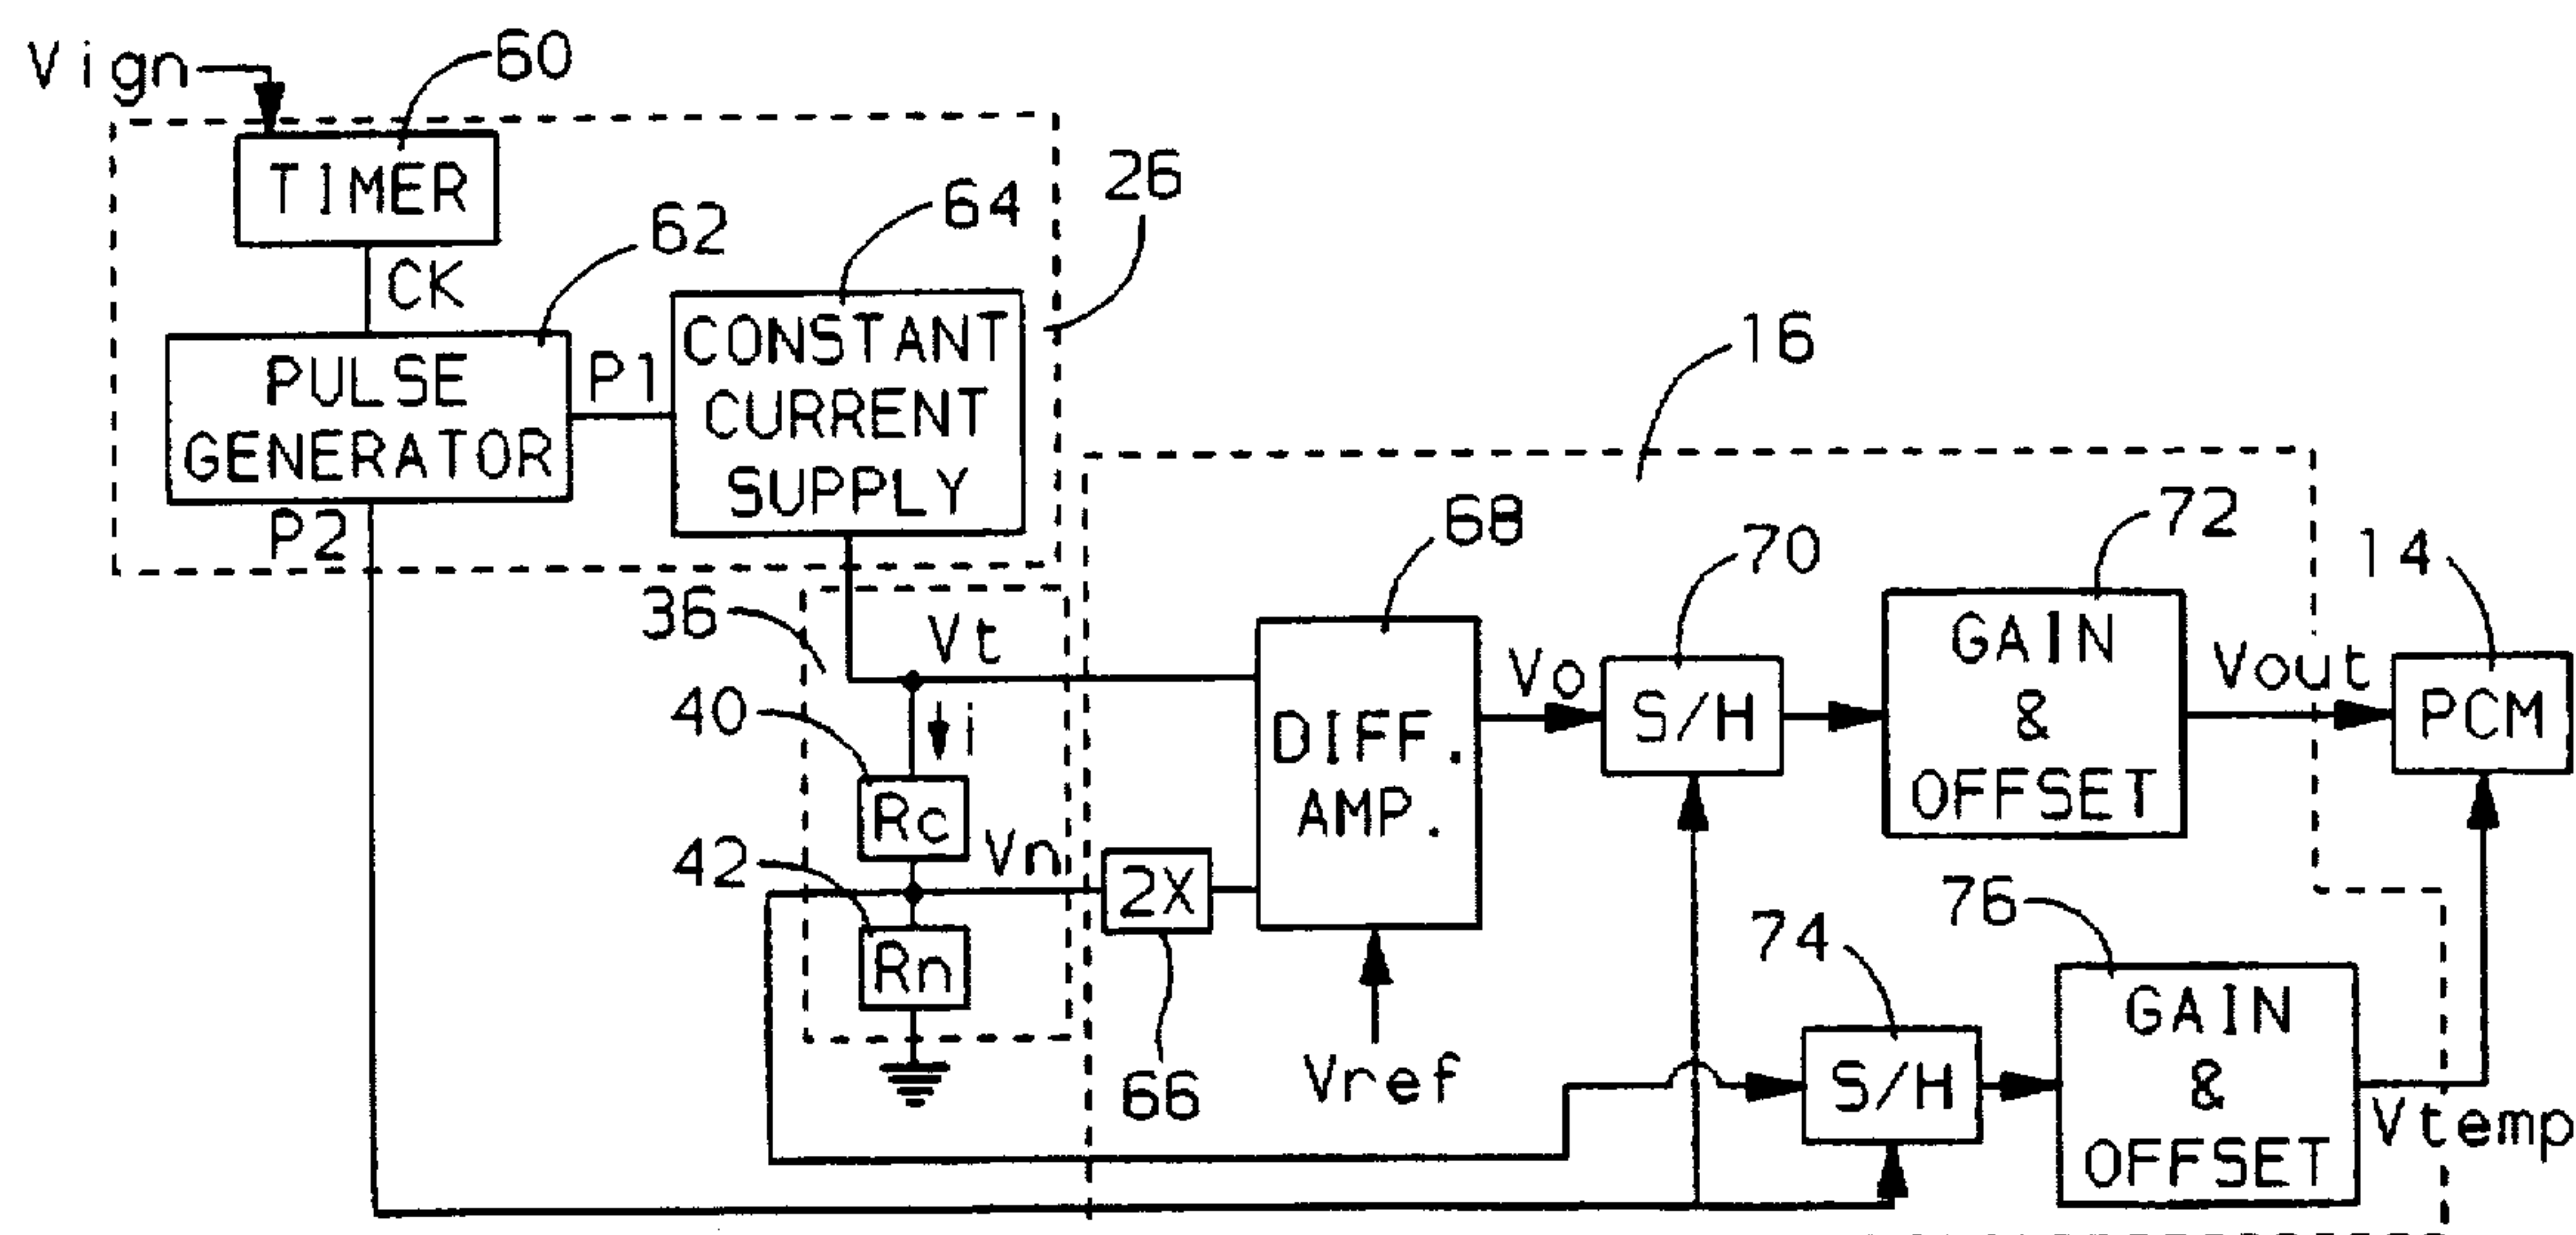 Vign
60
TIMER
26
64
62
CK
CONSTANT
CURRENT
SUPPLY
P1
PULSE
GENERATOR
P2
16
68
70
72
14
36
Vt
40
i
Rc
42
Vn
Rn
2X
66
DIFF.
AMP.
Vref
Vo
S/H
GAIN
&
OFFSET
Vout
PCM
74
76
S/H
GAIN
&
OFFSET
Vtemp